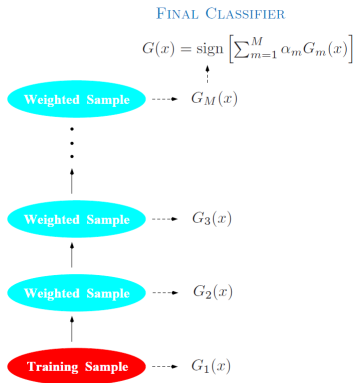 FINAL CLASSIFIER
G(x) = sign [∑_{m=1}^{M} α_m G_m(x)]
Weighted Sample G_M(x)
Weighted Sample G_3(x)
Weighted Sample G_2(x)
Training Sample G_1(x)